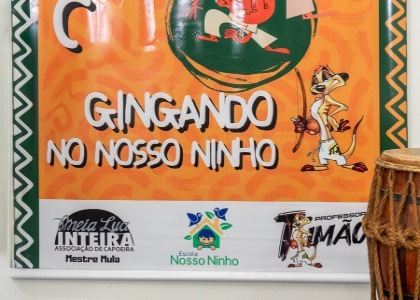 C
GINGANDO
NO NOSSO NINHO
Meia Lua
INTEIRA
ASSOCIAÇÃO DE CAPOEIRA
Mestre Mula
Escola
Nosso Ninho
PROFESSOR
TIMÃO